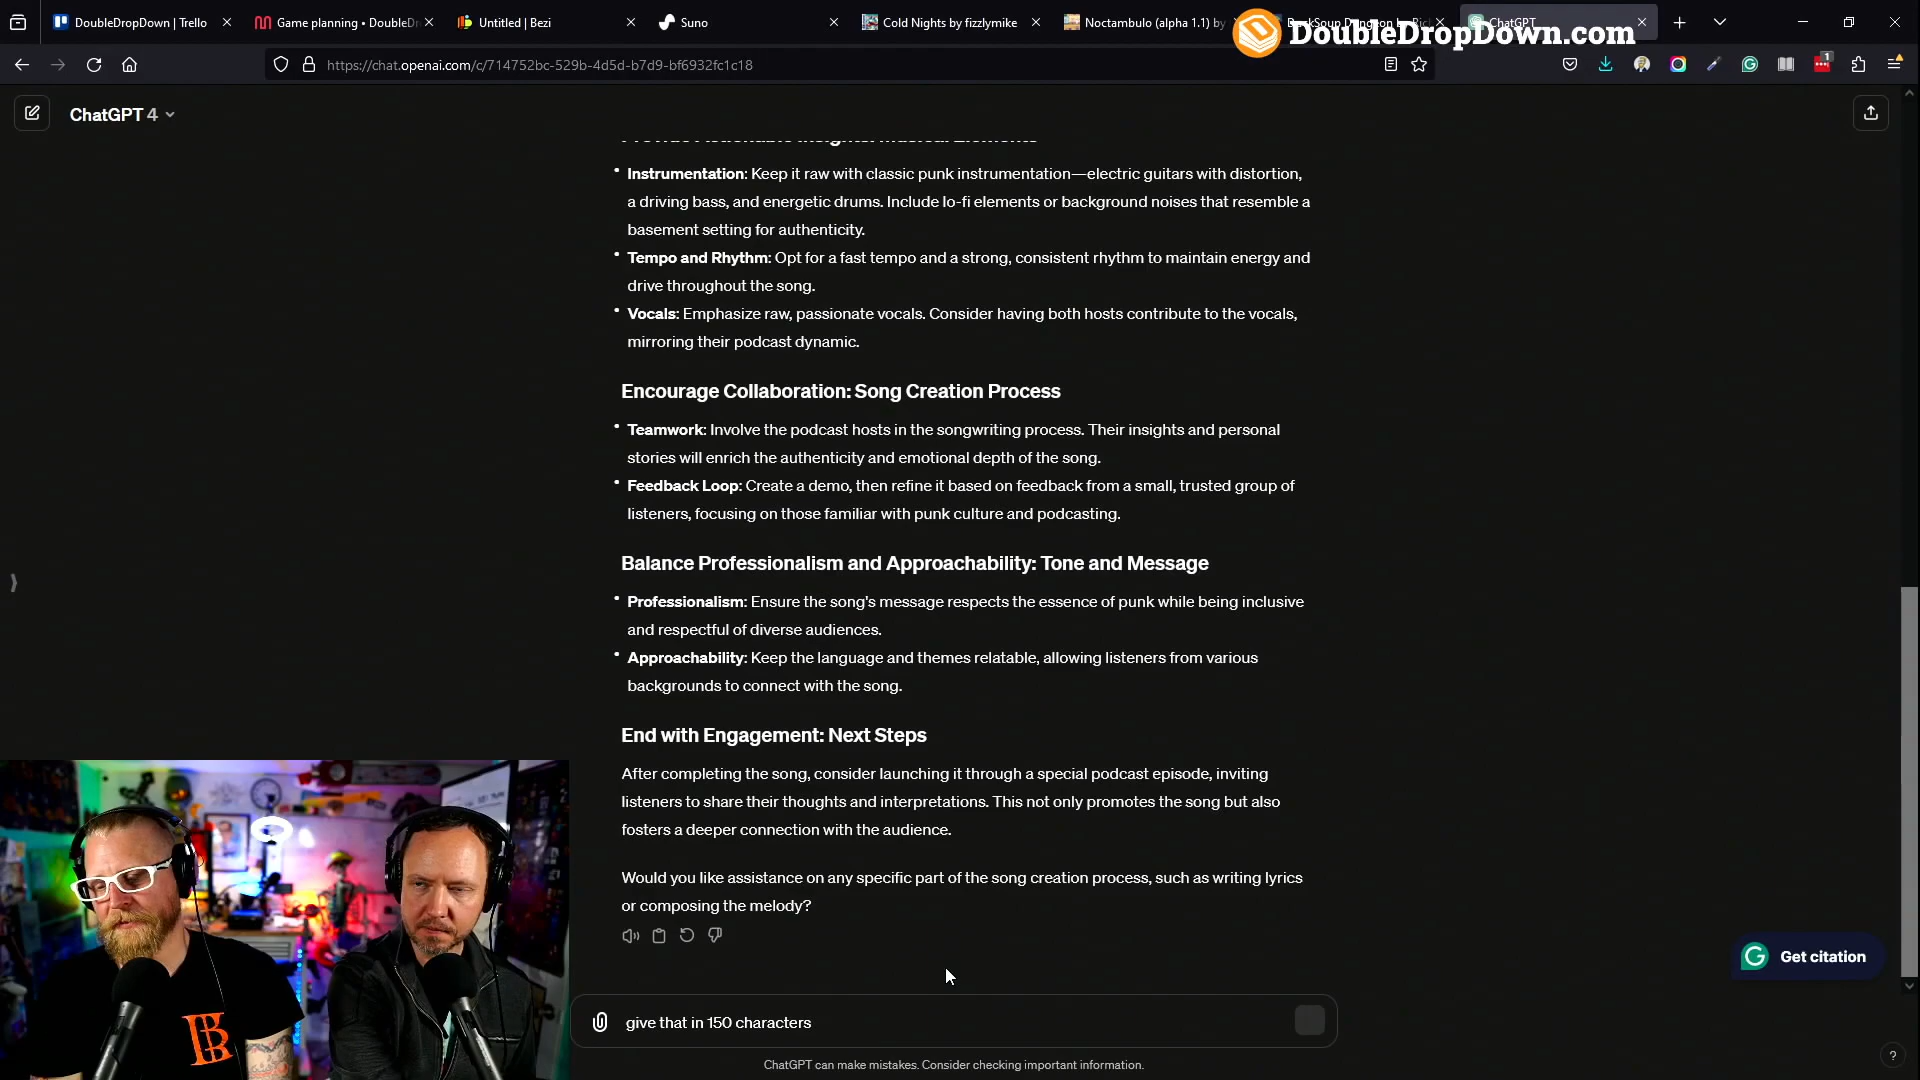 DoubleDropDown | Trello
Game planning • DoubleDr
Untitled | Bezi
Suno
Cold Nights by fizzlymike
Noctambulo (alpha 1.1) by
ChatGPT
DoubleDropDown.com
https://chat.openai.com/c/714752bc-529b-4d5d-b7d9-bf6932fc1c18
1
ChatGPT 4
Instrumentation: Keep it raw with classic punk instrumentation—electric guitars with distortion,
a driving bass, and energetic drums. Include lo-fi elements or background noises that resemble a
basement setting for authenticity.
Tempo and Rhythm: Opt for a fast tempo and a strong, consistent rhythm to maintain energy and
drive throughout the song.
Vocals: Emphasize raw, passionate vocals. Consider having both hosts contribute to the vocals,
mirroring their podcast dynamic.
Encourage Collaboration: Song Creation Process
Teamwork: Involve the podcast hosts in the songwriting process. Their insights and personal
stories will enrich the authenticity and emotional depth of the song.
Feedback Loop: Create a demo, then refine it based on feedback from a small, trusted group of
listeners, focusing on those familiar with punk culture and podcasting.
Balance Professionalism and Approachability: Tone and Message
Professionalism: Ensure the song's message respects the essence of punk while being inclusive
and respectful of diverse audiences.
Approachability: Keep the language and themes relatable, allowing listeners from various
backgrounds to connect with the song.
End with Engagement: Next Steps
After completing the song, consider launching it through a special podcast episode, inviting
listeners to share their thoughts and interpretations. This not only promotes the song but also
fosters a deeper connection with the audience.
Would you like assistance on any specific part of the song creation process, such as writing lyrics
or composing the melody?
Get citation
give that in 150 characters
ChatGPT can make mistakes. Consider checking important information.
?